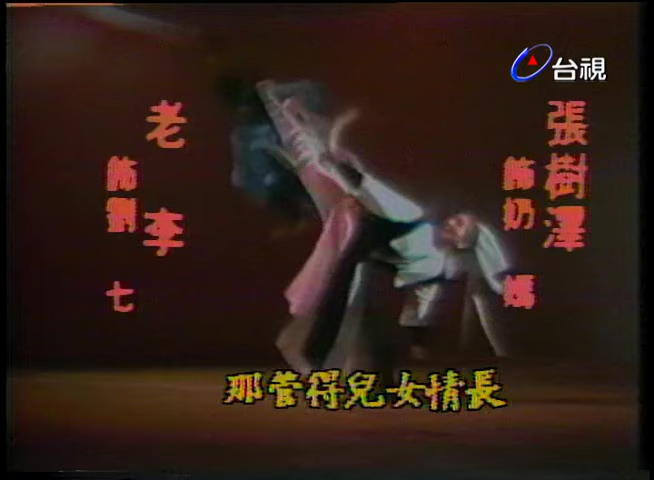 台視
張樹澤
飾奶媽
老李
飾劉七
那管得兒女情長